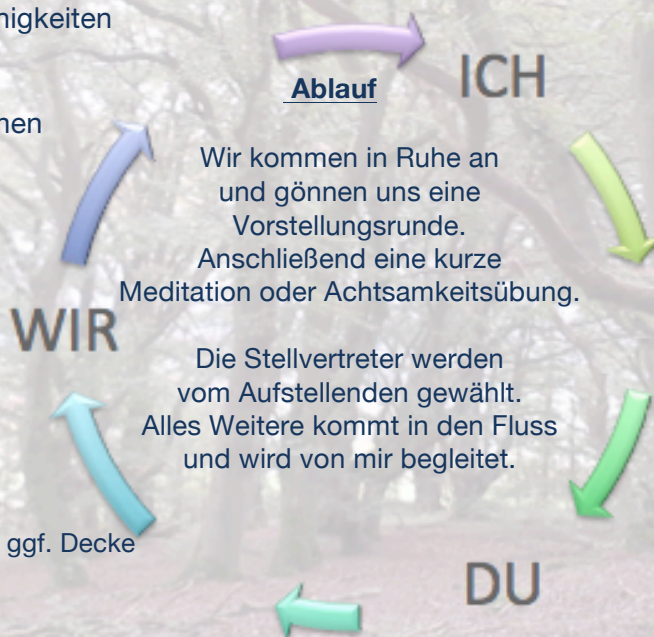 nigkeiten
ICH
Ablauf
nen
Wir kommen in Ruhe an
und gönnen uns eine
Vorstellungsrunde.
Anschließend eine kurze
Meditation oder Achtsamkeitsübung.
WIR
Die Stellvertreter werden
vom Aufstellenden gewählt.
Alles Weitere kommt in den Fluss
und wird von mir begleitet.
ggf. Decke
DU